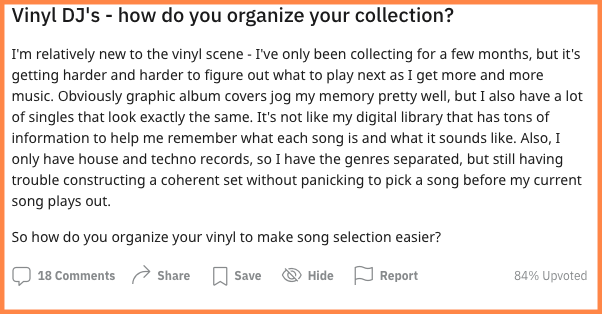 Vinyl DJ's - how do you organize your collection?
I'm relatively new to the vinyl scene - I've only been collecting for a few months, but it's
getting harder and harder to figure out what to play next as I get more and more
music. Obviously graphic album covers jog my memory pretty well, but I also have a lot
of singles that look exactly the same. It's not like my digital library that has tons of
information to help me remember what each song is and what it sounds like. Also, I
only have house and techno records, so I have the genres separated, but still having
trouble constructing a coherent set without panicking to pick a song before my current
song plays out.
So how do you organize your vinyl to make song selection easier?
18 Comments Share Save Hide Report 84% Upvoted